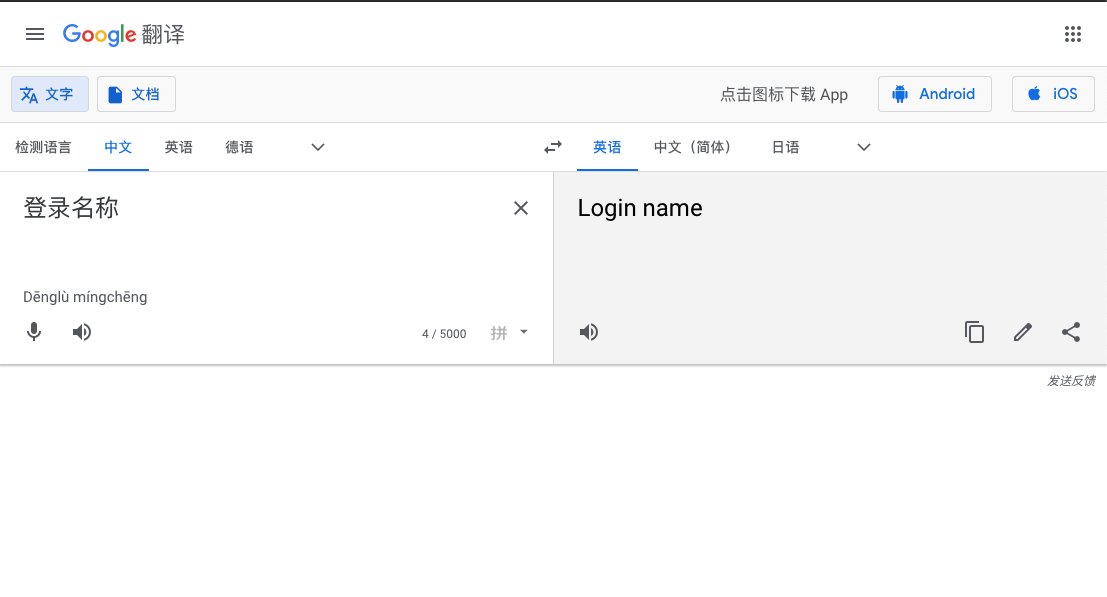 Google 翻译
文字 文档 点击图标下载 App Android iOS
检测语言 中文 英语 德语 英语 中文（简体） 日语
登录名称 Login name
Dēnglù míngchēng
4 / 5000 拼
发送反馈